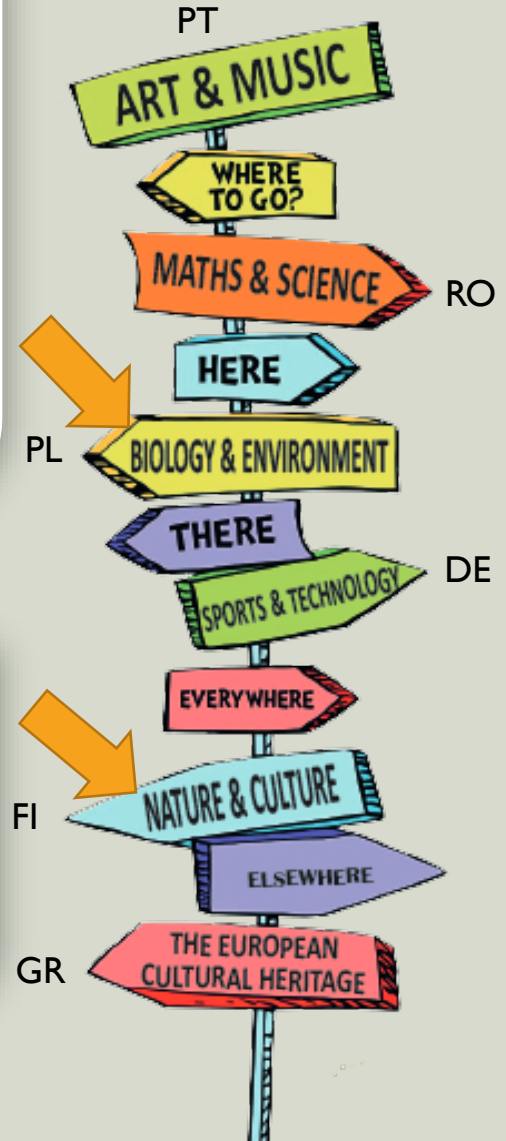 PT
ART & MUSIC
WHERE
TO GO?
MATHS & SCIENCE
RO
HERE
PL
BIOLOGY & ENVIRONMENT
THERE
DE
SPORTS & TECHNOLOGY
EVERYWHERE
FI
NATURE & CULTURE
ELSEWHERE
GR
THE EUROPEAN
CULTURAL HERITAGE